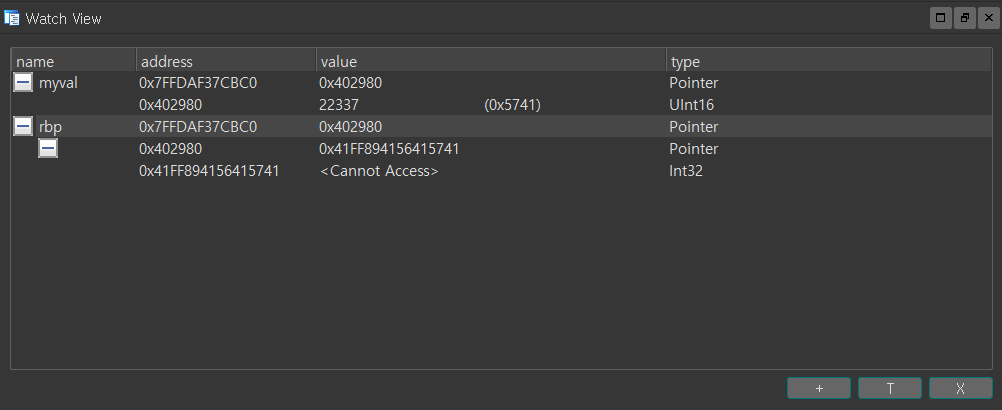 Watch View
name address value type
myval 0x7FFDAF37CBC0 0x402980 Pointer
0x402980 22337 (0x5741) UInt16
rbp 0x7FFDAF37CBC0 0x402980 Pointer
0x402980 0x41FF894156415741 Pointer
0x41FF894156415741 <Cannot Access> Int32
+ T X